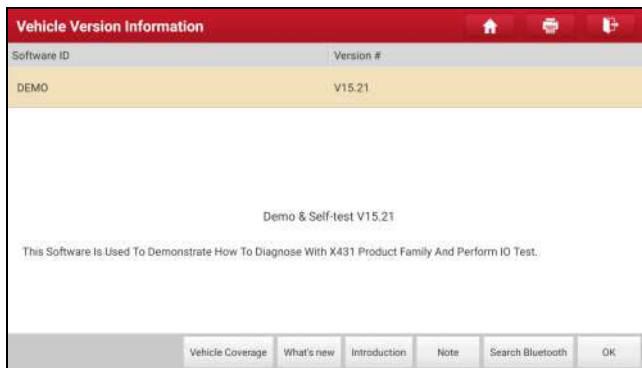 Vehicle Version Information
Software ID Version #
DEMO V15.21
Demo & Self-test V15.21
This Software Is Used To Demonstrate How To Diagnose With X431 Product Family And Perform IO Test.
Vehicle Coverage What's new Introduction Note Search Bluetooth OK